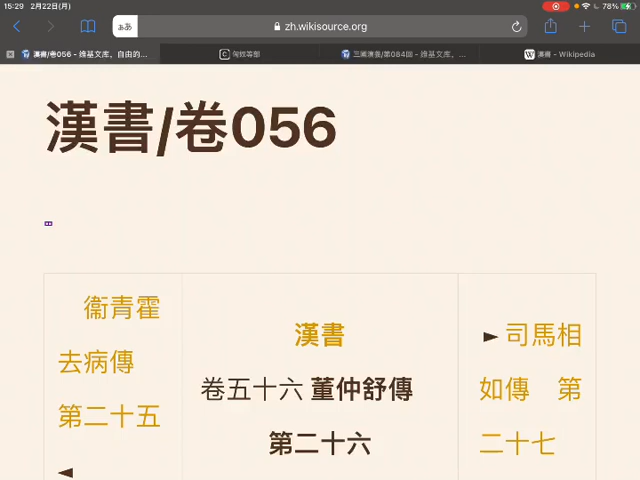 15:29 2月22日(月) 78%
ぁあ zh.wikisource.org
漢書/卷056 - 维基文库，自由的... 三國演義/第084回 - 维基文库，... 漢書 - Wikipedia
漢書/卷056
衞青霍去病傳
第二十五
◄
漢書
卷五十六 董仲舒傳
第二十六
► 司馬相
如傳 第
二十七